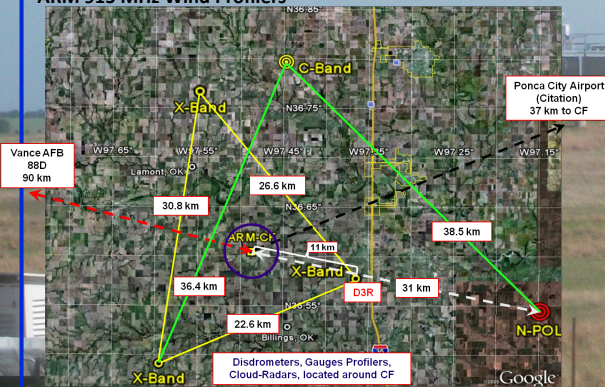 ARM 915 MHz Wind Profilers
N36.85°
C-Band
Ponca City Airport
(Citation)
37 km to CF
X-Band
N36.75°
Vance AFB
88D
90 km
W97.65°
W97.55°
W97.45°
W97.35°
W97.25°
W97.15°
Lamont, OK
26.6 km
30.8 km
N36.65°
38.5 km
ARM-CF
11km
X-Band
36.4 km
D3R
31 km
N36.55°
22.6 km
N-POL
Billings, OK
X-Band
Disdrometers, Gauges Profilers,
Cloud-Radars, located around CF
Google